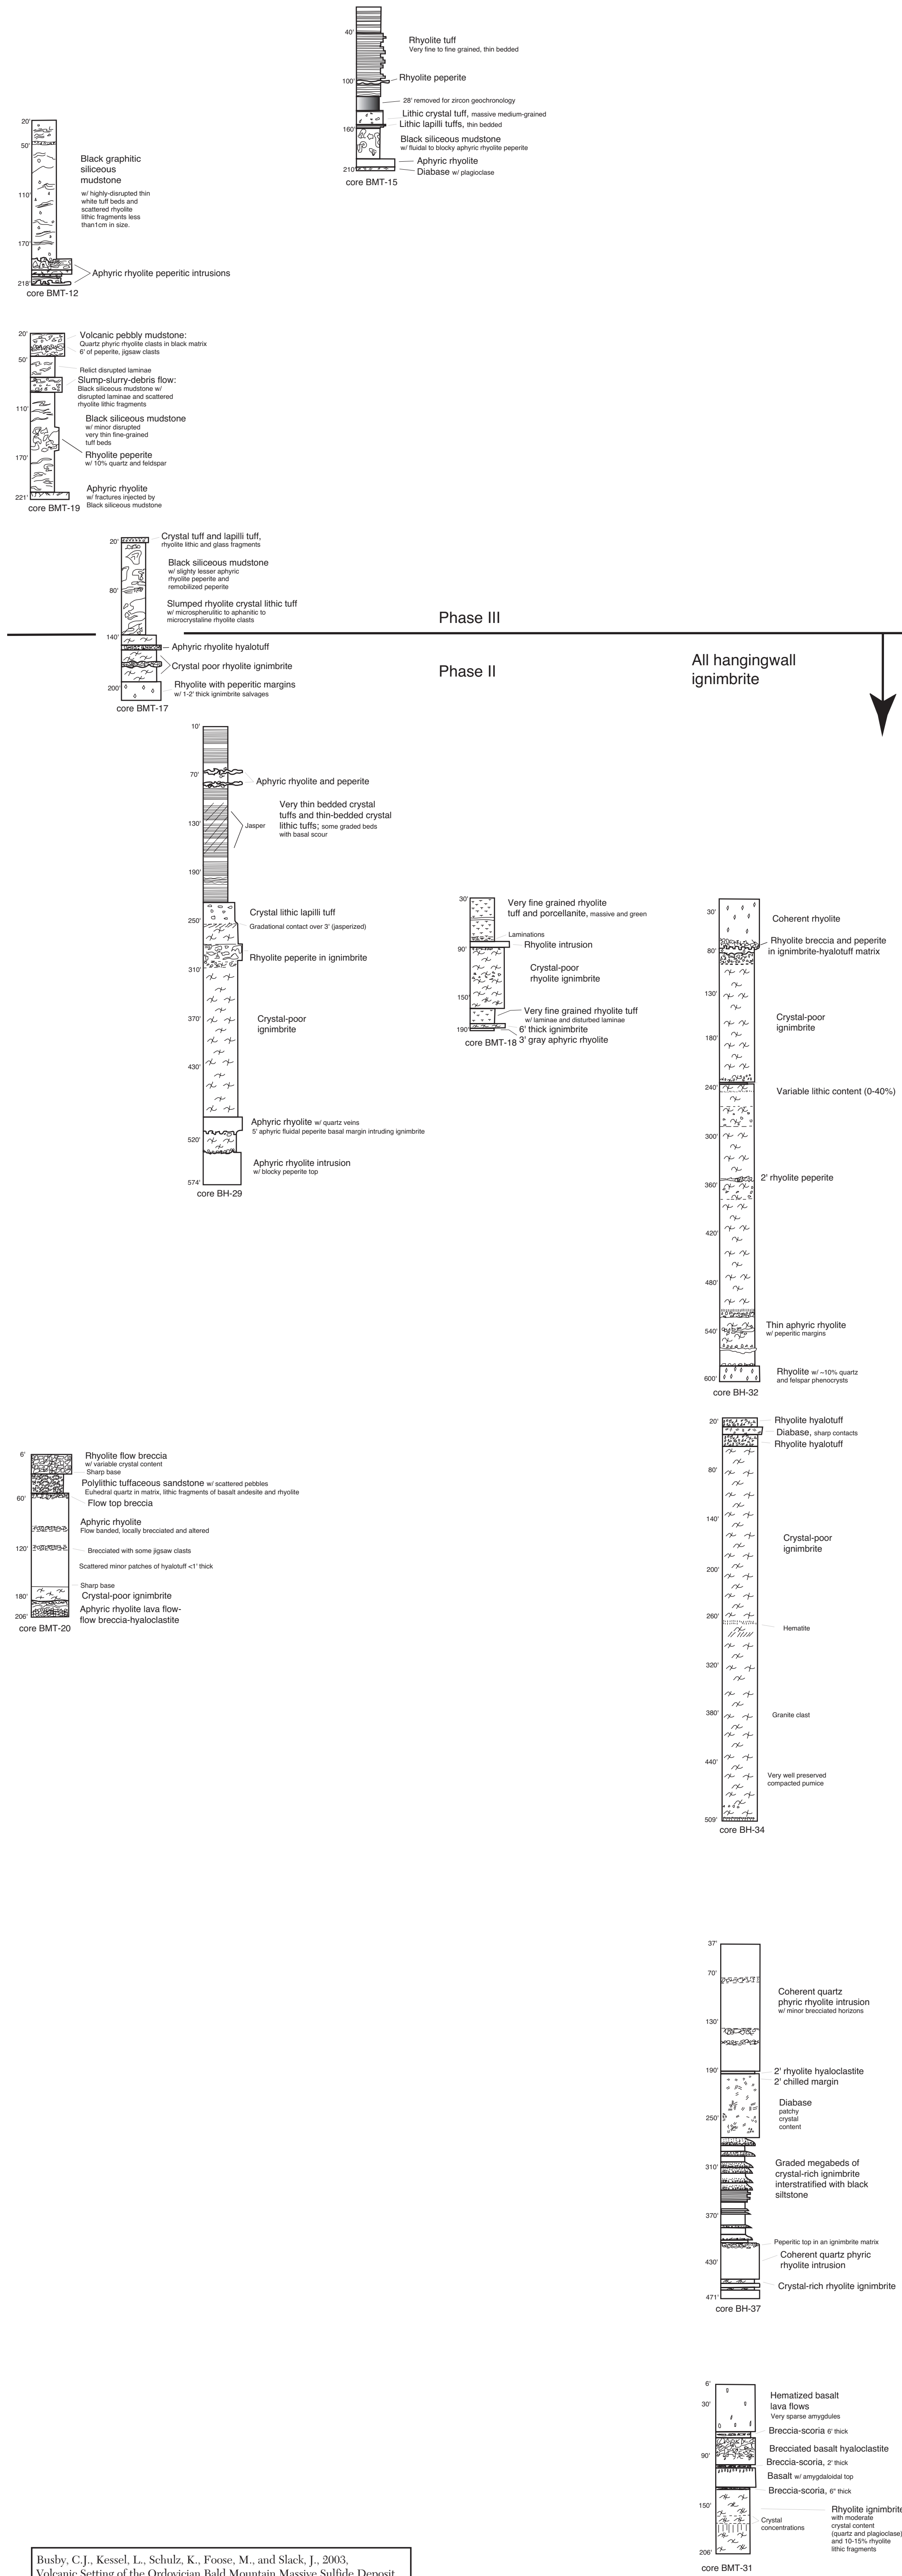 40'
100'
160'
210'
Rhyolite tuff
Very fine to fine grained, thin bedded
Rhyolite peperite
28' removed for zircon geochronology
Lithic crystal tuff, massive medium-grained
Lithic lapilli tuffs, thin bedded
Black siliceous mudstone
w/ fluidal to blocky aphyric rhyolite peperite
Aphyric rhyolite
Diabase w/ plagioclase
core BMT-15
20'
50'
110'
170'
218'
Black graphitic
siliceous
mudstone
w/ highly-disrupted thin
white tuff beds and
scattered rhyolite
lithic fragments less
than1cm in size.
Aphyric rhyolite peperitic intrusions
core BMT-12
20'
50'
110'
170'
221'
Volcanic pebbly mudstone:
Quartz phyric rhyolite clasts in black matrix
6' of peperite, jigsaw clasts
Relict disrupted laminae
Slump-slurry-debris flow:
Black siliceous mudstone w/
disrupted laminae and scattered
rhyolite lithic fragments
Black siliceous mudstone
w/ minor disrupted
very thin fine-grained
tuff beds
Rhyolite peperite
w/ 10% quartz and feldspar
Aphyric rhyolite
w/ fractures injected by
Black siliceous mudstone
core BMT-19
20'
80'
140'
200'
Crystal tuff and lapilli tuff,
rhyolite lithic and glass fragments
Black siliceous mudstone
w/ slighty lesser aphyric
rhyolite peperite and
remobilized peperite
Slumped rhyolite crystal lithic tuff
w/ microspherulitic to aphanitic to
microcrystaline rhyolite clasts
Aphyric rhyolite hyalotuff
Crystal poor rhyolite ignimbrite
Rhyolite with peperitic margins
w/ 1-2' thick ignimbrite salvages
core BMT-17
Phase III
Phase II
All hangingwall
ignimbrite
10'
70'
130'
190'
250'
310'
370'
430'
520'
574'
Aphyric rhyolite and peperite
Very thin bedded crystal
tuffs and thin-bedded crystal
lithic tuffs; some graded beds
with basal scour
Jasper
Crystal lithic lapilli tuff
Gradational contact over 3' (jasperized)
Rhyolite peperite in ignimbrite
Crystal-poor
ignimbrite
Aphyric rhyolite w/ quartz veins
5' aphyric fluidal peperite basal margin intruding ignimbrite
Aphyric rhyolite intrusion
w/ blocky peperite top
core BH-29
30'
90'
150'
190'
Very fine grained rhyolite
tuff and porcellanite, massive and green
Laminations
Rhyolite intrusion
Crystal-poor
rhyolite ignimbrite
Very fine grained rhyolite tuff
w/ laminae and disturbed laminae
6' thick ignimbrite
3' gray aphyric rhyolite
core BMT-18
30'
80'
130'
180'
240'
300'
360'
420'
480'
540'
600'
Coherent rhyolite
Rhyolite breccia and peperite
in ignimbrite-hyalotuff matrix
Crystal-poor
ignimbrite
Variable lithic content (0-40%)
2' rhyolite peperite
Thin aphyric rhyolite
w/ peperitic margins
Rhyolite w/ ~10% quartz
and felspar phenocrysts
core BH-32
20'
80'
140'
200'
260'
320'
380'
440'
509'
Rhyolite hyalotuff
Diabase, sharp contacts
Rhyolite hyalotuff
Crystal-poor
ignimbrite
Hematite
Granite clast
Very well preserved
compacted pumice
core BH-34
6'
60'
120'
180'
206'
Rhyolite flow breccia
w/ variable crystal content
Sharp base
Polylithic tuffaceous sandstone w/ scattered pebbles
Euhedral quartz in matrix, lithic fragments of basalt andesite and rhyolite
Flow top breccia
Aphyric rhyolite
Flow banded, locally brecciated and altered
Brecciated with some jigsaw clasts
Scattered minor patches of hyalotuff <1' thick
Sharp base
Crystal-poor ignimbrite
Aphyric rhyolite lava flow-
flow breccia-hyaloclastite
core BMT-20
37'
70'
130'
190'
250'
310'
370'
430'
471'
Coherent quartz
phyric rhyolite intrusion
w/ minor brecciated horizons
2' rhyolite hyaloclastite
2' chilled margin
Diabase
patchy
crystal
content
Graded megabeds of
crystal-rich ignimbrite
interstratified with black
siltstone
Peperitic top in an ignimbrite matrix
Coherent quartz phyric
rhyolite intrusion
Crystal-rich rhyolite ignimbrite
core BH-37
6'
30'
90'
150'
206'
Hematized basalt
lava flows
Very sparse amygdules
Breccia-scoria 6' thick
Brecciated basalt hyaloclastite
Breccia-scoria, 2' thick
Basalt w/ amygdaloidal top
Breccia-scoria, 6" thick
Crystal
concentrations
Rhyolite ignimbrite
with moderate
crystal content
(quartz and plagioclase)
and 10-15% rhyolite
lithic fragments
core BMT-31
Busby, C.J., Kessel, L., Schulz, K., Foose, M., and Slack, J., 2003,
Volcanic Setting of the Ordovician Bald Mountain Massive Sulfide Deposit